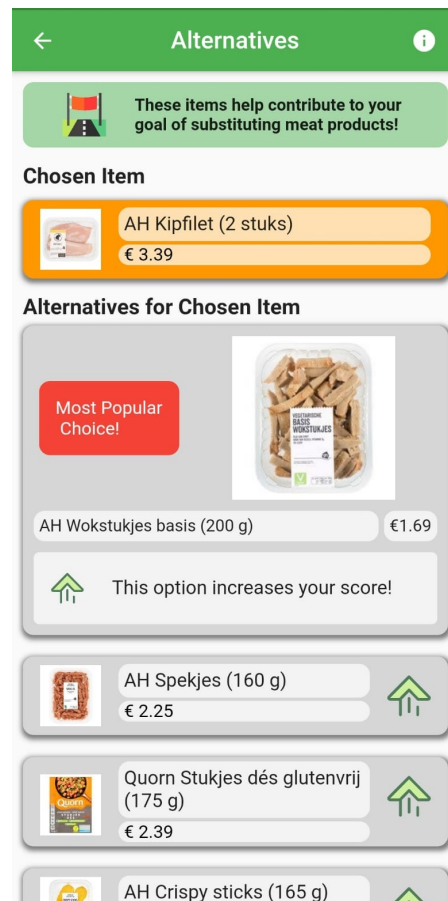 Alternatives
These items help contribute to your
goal of substituting meat products!
Chosen Item
AH Kipfilet (2 stuks)
€ 3.39
Alternatives for Chosen Item
Most Popular
Choice!
VEGETARISCHE
BASIS
WOKSTUKJES
AH Wokstukjes basis (200 g)
€1.69
This option increases your score!
AH Spekjes (160 g)
€ 2.25
Quorn
Quorn Stukjes dés glutenvrij
(175 g)
€ 2.39
AH Crispy sticks (165 g)